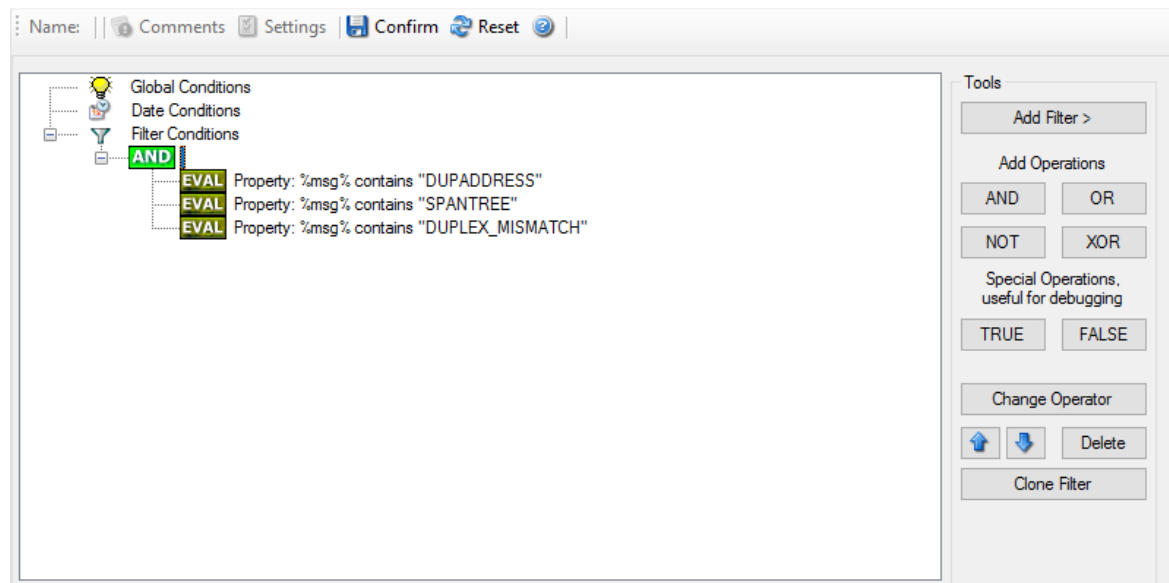 Name: Comments Settings Confirm Reset ?
Global Conditions
Date Conditions
Filter Conditions
AND
EVAL Property: %msg% contains "DUPADDRESS"
EVAL Property: %msg% contains "SPANTREE"
EVAL Property: %msg% contains "DUPLEX_MISMATCH"
Tools
Add Filter >
Add Operations
AND OR
NOT XOR
Special Operations,
useful for debugging
TRUE FALSE
Change Operator
Delete
Clone Filter